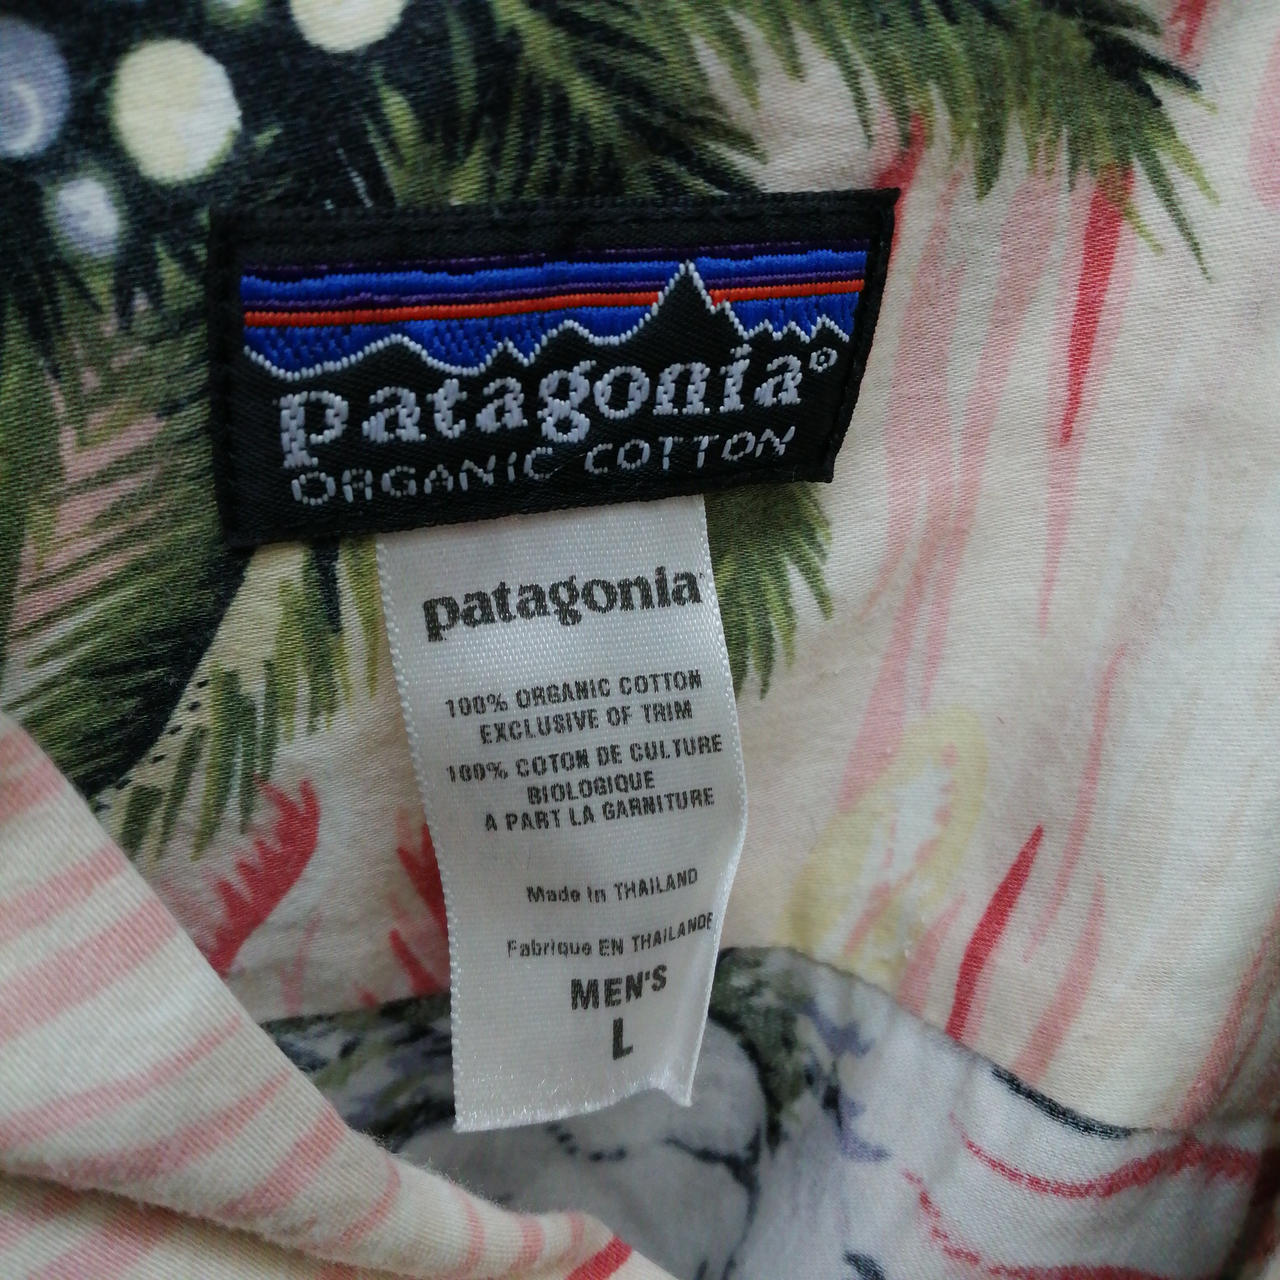 patagonia®
ORGANIC COTTON
patagonia
100% ORGANIC COTTON
EXCLUSIVE OF TRIM
100% COTON DE CULTURE
BIOLOGIQUE
A PART LA GARNITURE
Made In THAILAND
Fabrique EN THAILANDE
MEN'S
L